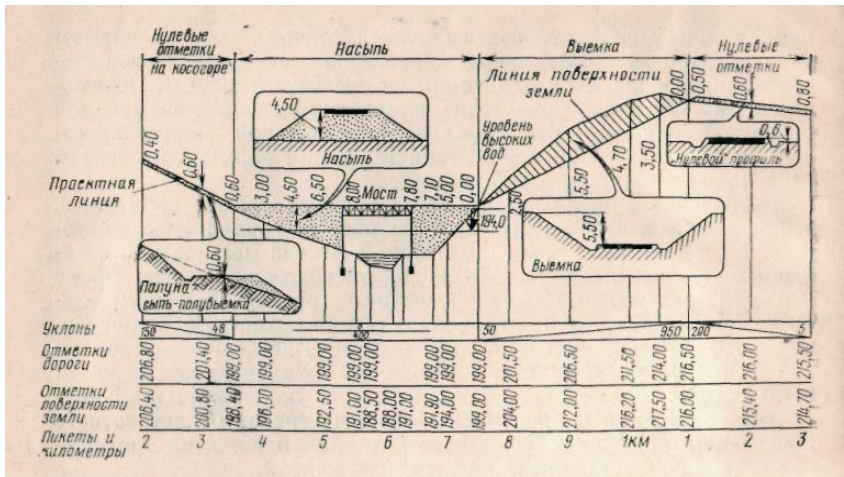 Нулевые
отметки
на косогоре
Насыпь
Выемка
Нулевые
отметки
Линия поверхности
земли
0,00
0,50
0,60
0,80
4,50
Насыпь
Уровень
высоких
вод
0,6
„Нулевой" профиль
0,40
0,60
Проектная
линия
0,60
3,00
4,50
6,50
8,00
Мост
7,80
7,10
5,00
0,00
2,50
5,50
4,70
3,50
194,0
0,60
Полуна-
сыпь-полувыемка
5,50
Выемка
Уклоны 150 48 0 400 50 950 200 5
Отметки
дороги
206,80 201,40 199,00 199,00 199,00 199,00 199,00 199,00 199,00 199,00 201,50 206,50 211,50 214,00 216,50 216,00 215,50
Отметки
поверхности
земли
206,40 200,80 198,40 196,00 192,50 191,00 188,50 188,00 191,00 191,80 194,00 199,00 204,00 212,00 216,20 217,50 216,00 215,40 214,70
Пикеты и
километры
2 3 4 5 6 7 8 9 1км 1 2 3